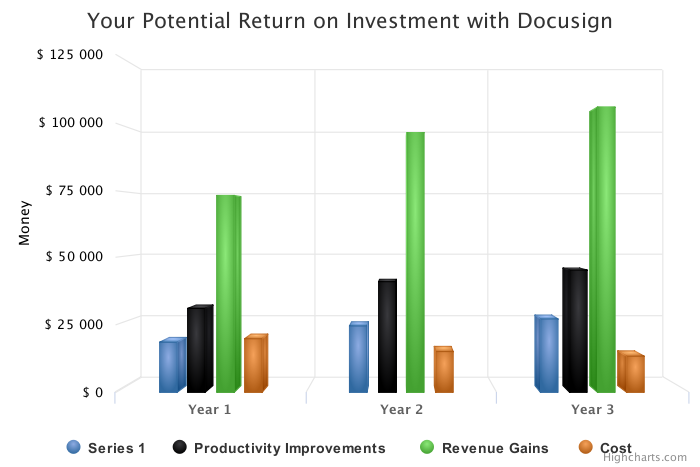 Your Potential Return on Investment with Docusign
Money
$ 125 000
$ 100 000
$ 75 000
$ 50 000
$ 25 000
$ 0
Year 1
Year 2
Year 3
Series 1
Productivity Improvements
Revenue Gains
Cost
Highcharts.com